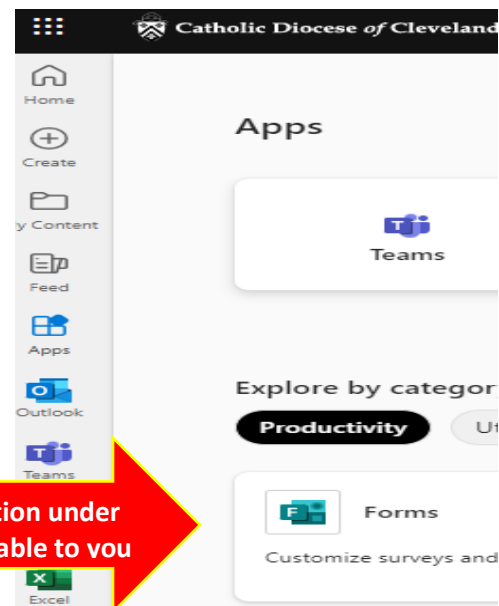 Catholic Diocese of Cleveland
Home
Create
y Content
Feed
Apps
Outlook
Teams
Excel
Apps
Teams
Explore by categor
Productivity
Ut
Forms
Customize surveys and
tion under
able to you